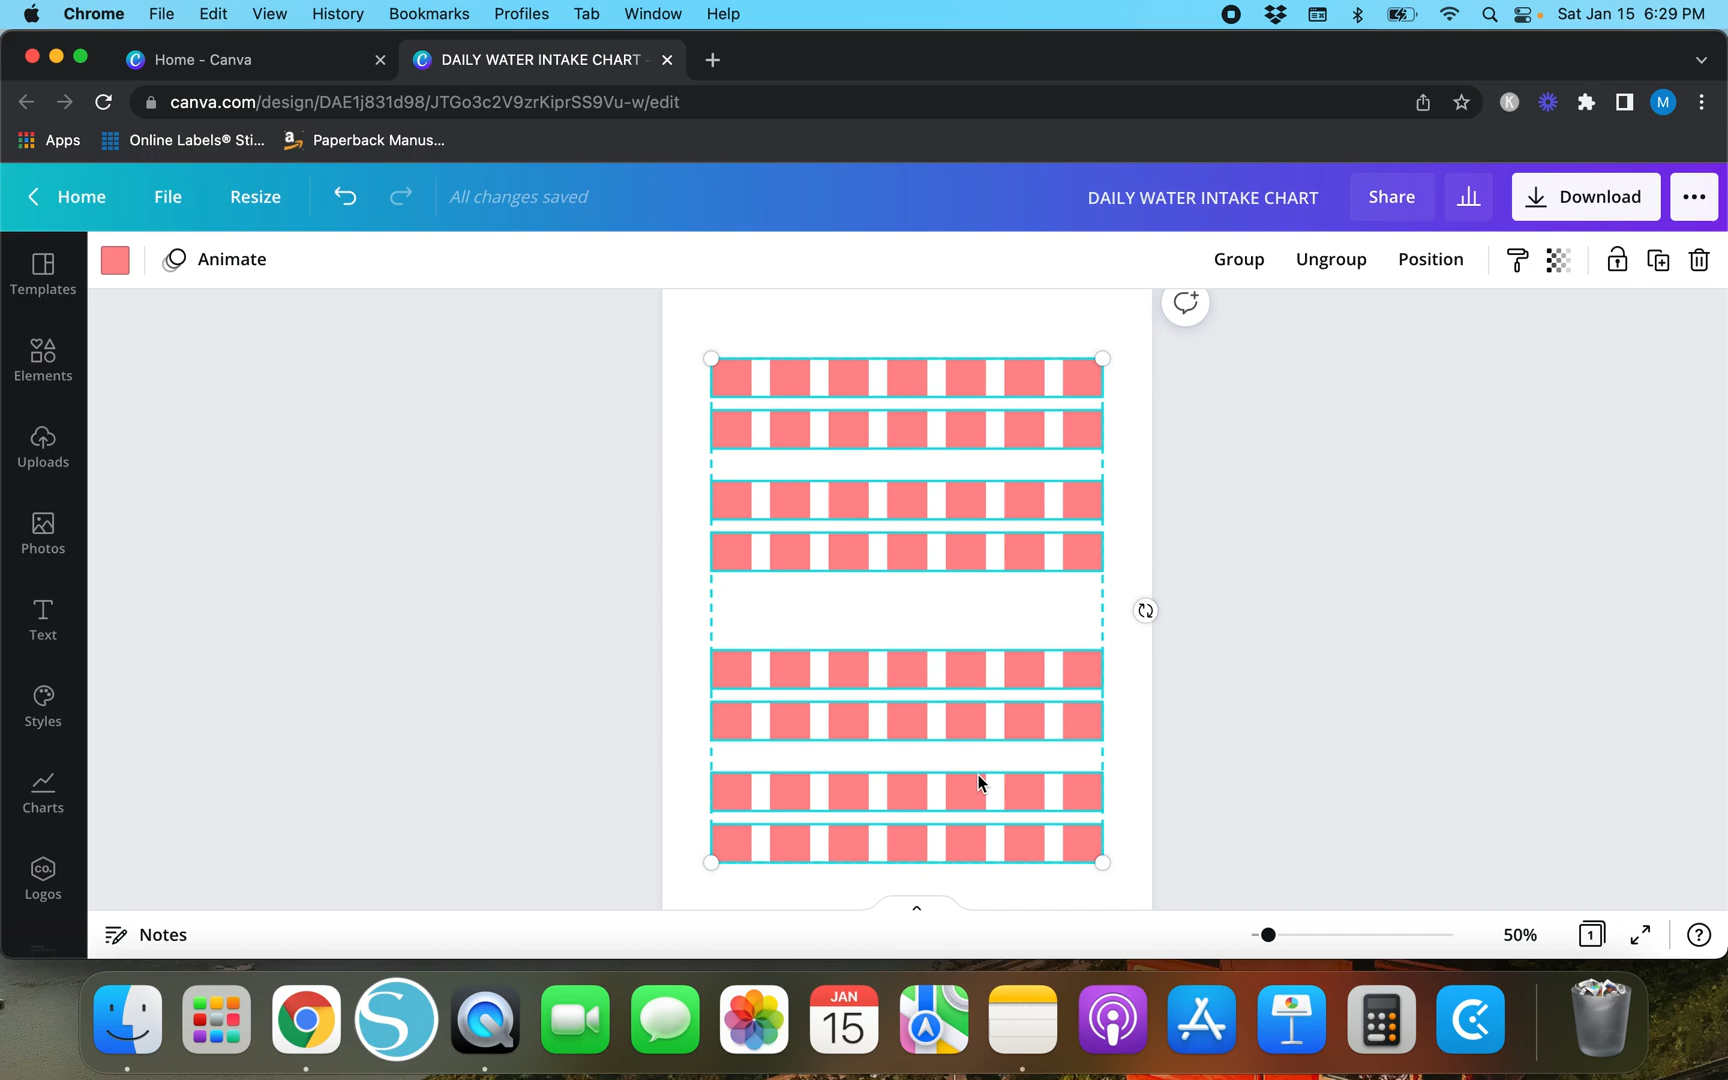 Chrome File Edit View History Bookmarks Profiles Tab Window Help Sat Jan 15 6:29 PM
Home - Canva DAILY WATER INTAKE CHART -
canva.com/design/DAE1j831d98/JTGo3c2V9zrKiprSS9Vu-w/edit K M
Apps Online Labels® Sti... a Paperback Manus...
Home File Resize All changes saved DAILY WATER INTAKE CHART Share Download
Animate Group Ungroup Position
Templates
Elements
Uploads
Photos
Text
Styles
Charts
CO.
Logos
Notes 50% 1 ?
JAN
15